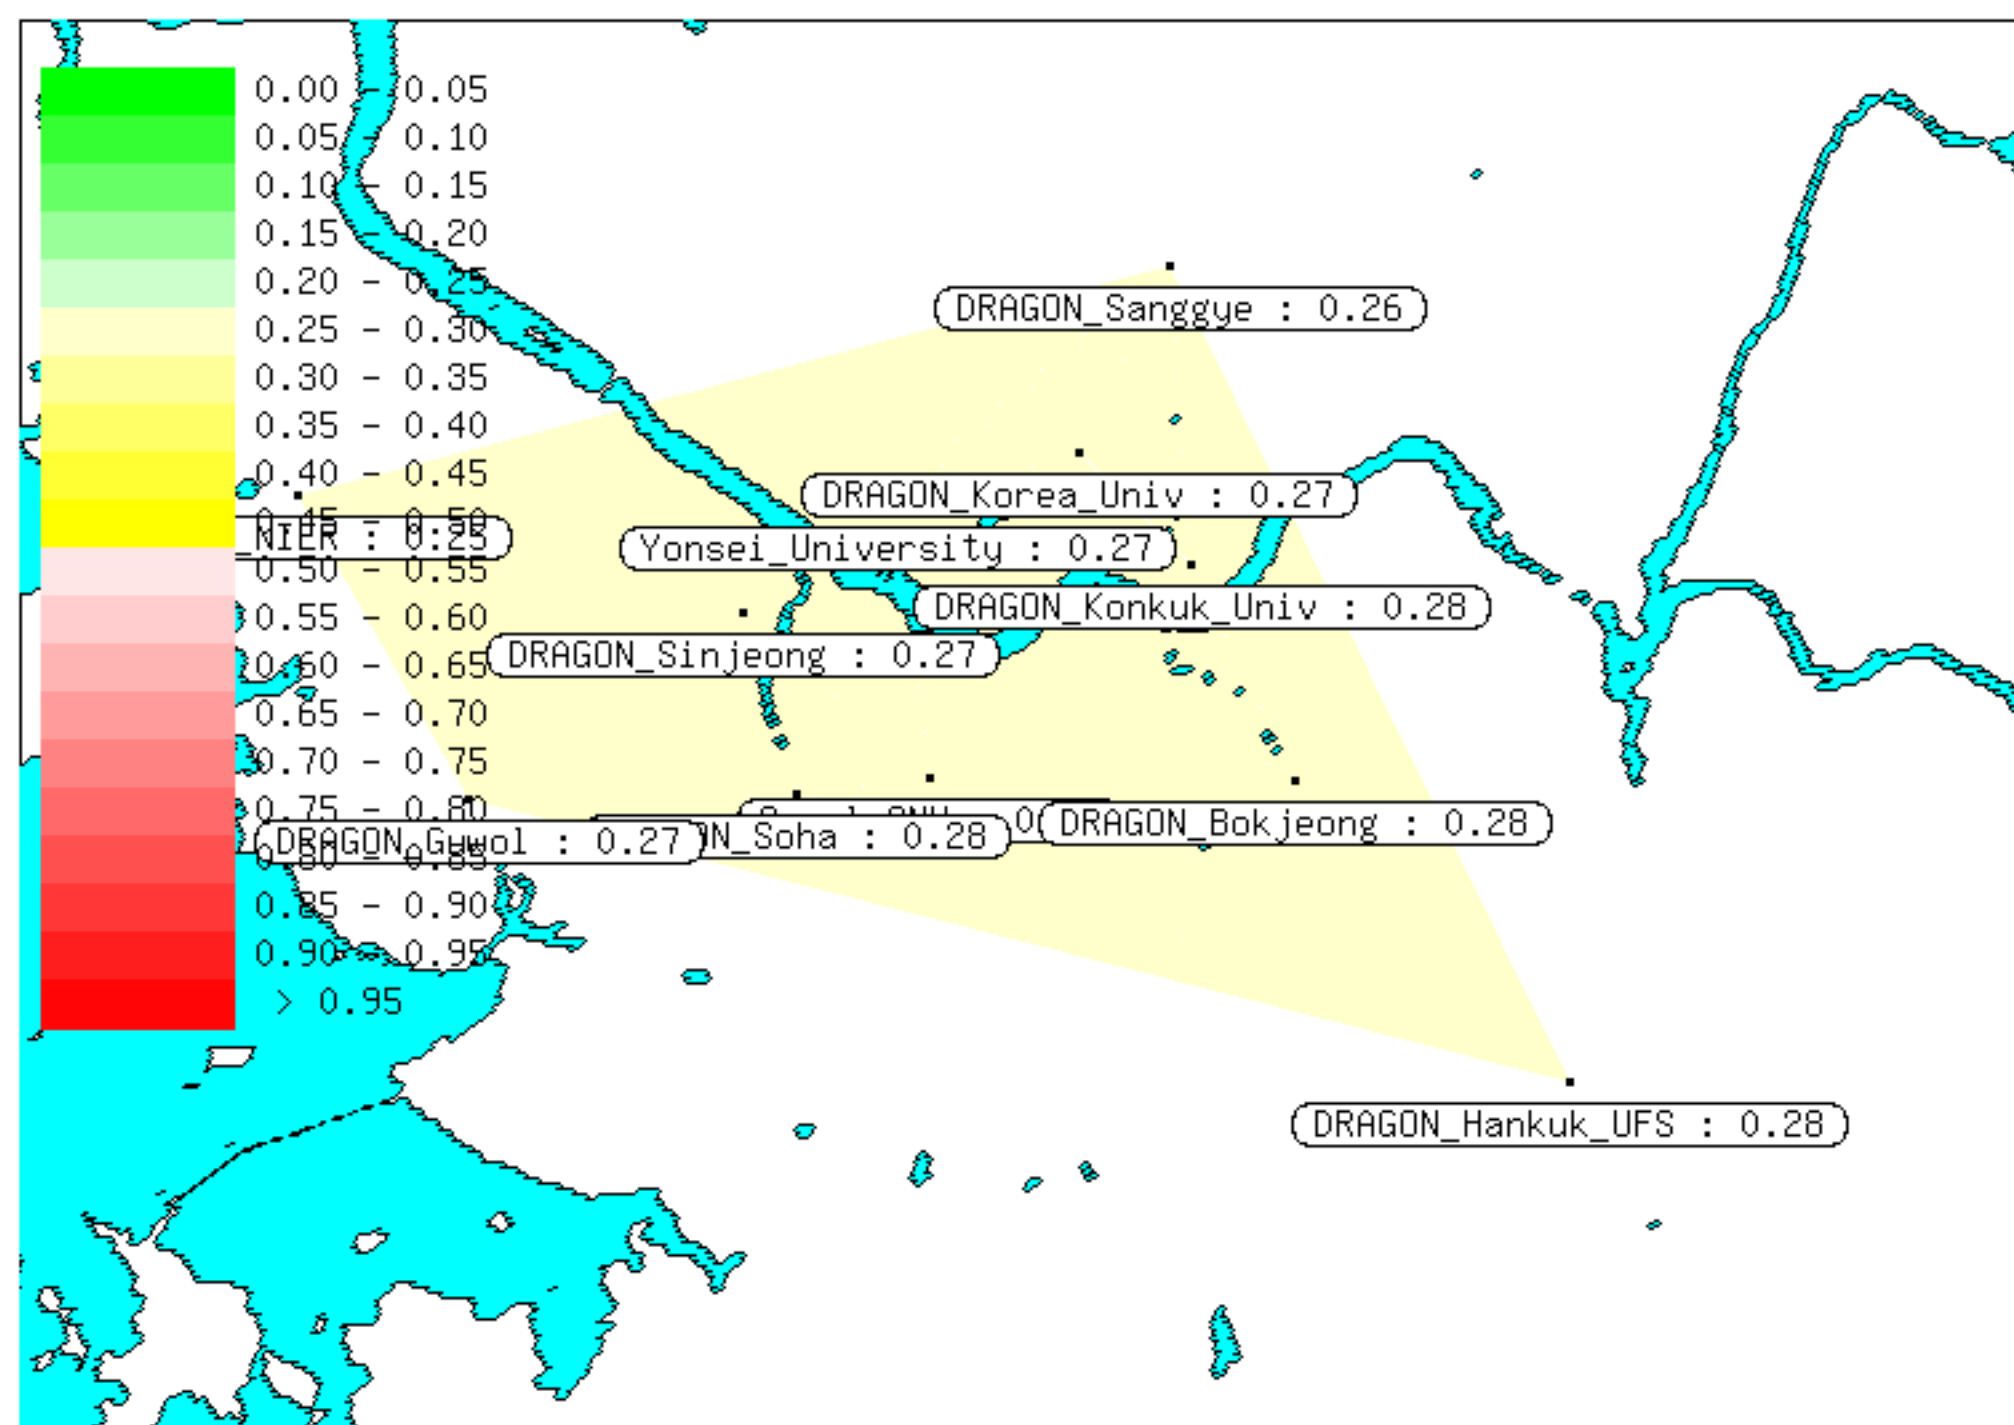 0.00 - 0.05
0.05 - 0.10
0.10 - 0.15
0.15 - 0.20
0.20 - 0.25
0.25 - 0.30
0.30 - 0.35
0.35 - 0.40
0.40 - 0.45
0.45 - 0.50
0.50 - 0.55
0.55 - 0.60
0.60 - 0.65
0.65 - 0.70
0.70 - 0.75
0.75 - 0.80
0.80 - 0.85
0.85 - 0.90
0.90 - 0.95
> 0.95
DRAGON_Sanggye : 0.26
DRAGON_Korea_Univ : 0.27
_NIER : 0.25
Yonsei_University : 0.27
DRAGON_Konkuk_Univ : 0.28
DRAGON_Sinjeong : 0.27
DRAGON_Bokjeong : 0.28
DRAGON_Guwol : 0.27
N_Soha : 0.28
DRAGON_Hankuk_UFS : 0.28